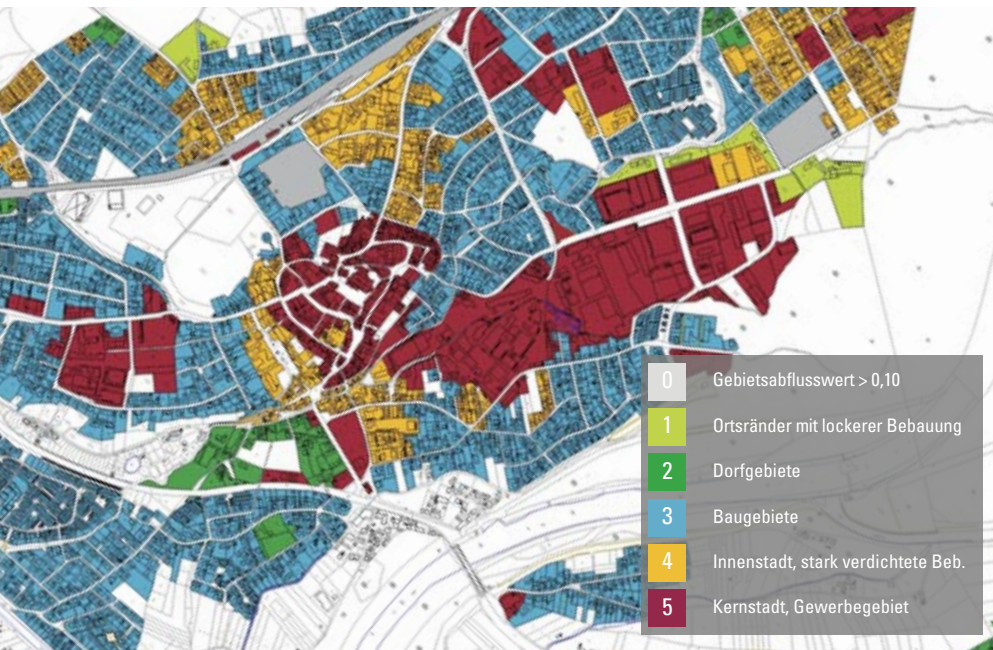 0 Gebietsabflusswert > 0,10
1 Ortsränder mit lockerer Bebauung
2 Dorfgebiete
3 Baugebiete
4 Innenstadt, stark verdichtete Beb.
5 Kernstadt, Gewerbegebiet